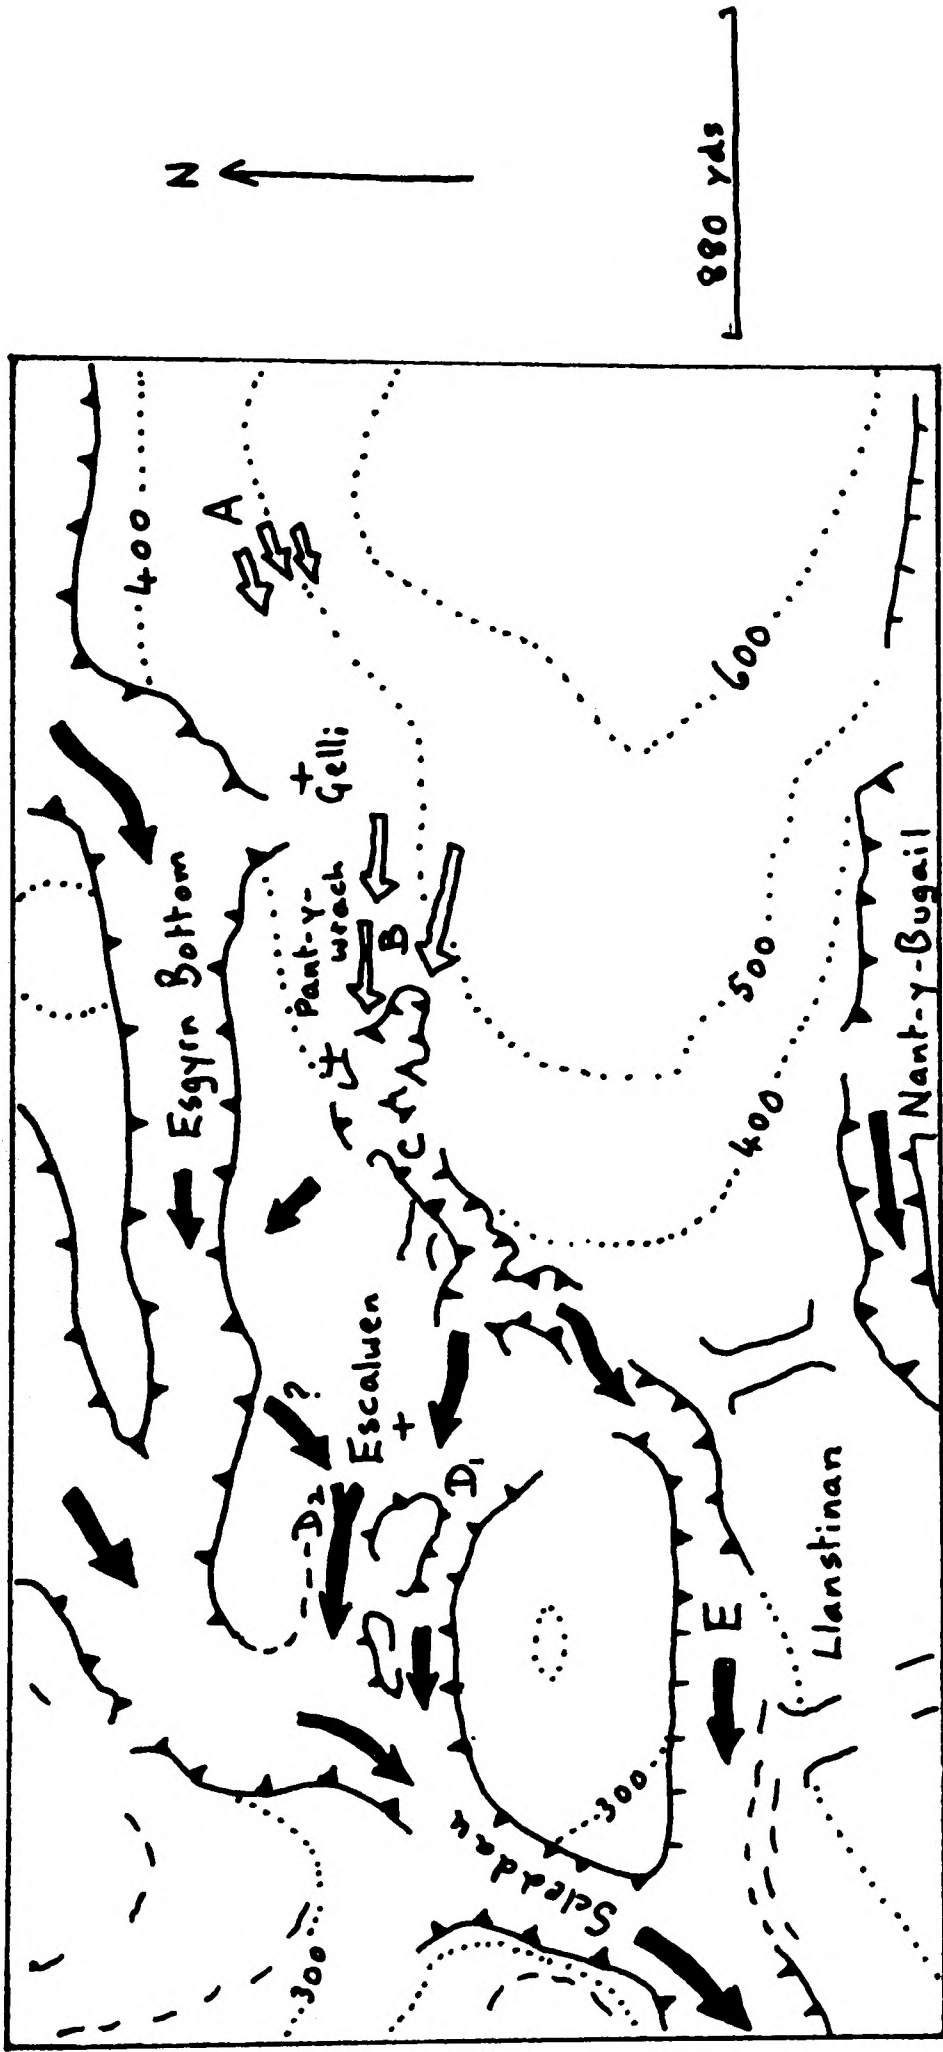 N
880 yds
400
A
600
Gelli
Esgyrn Bottom
Pant-y-
wrach
B
C
500
400
Nant-y-Bugail
?
Escalwen
D₂
D₁
E
Llanstinan
Scleddau
300
300